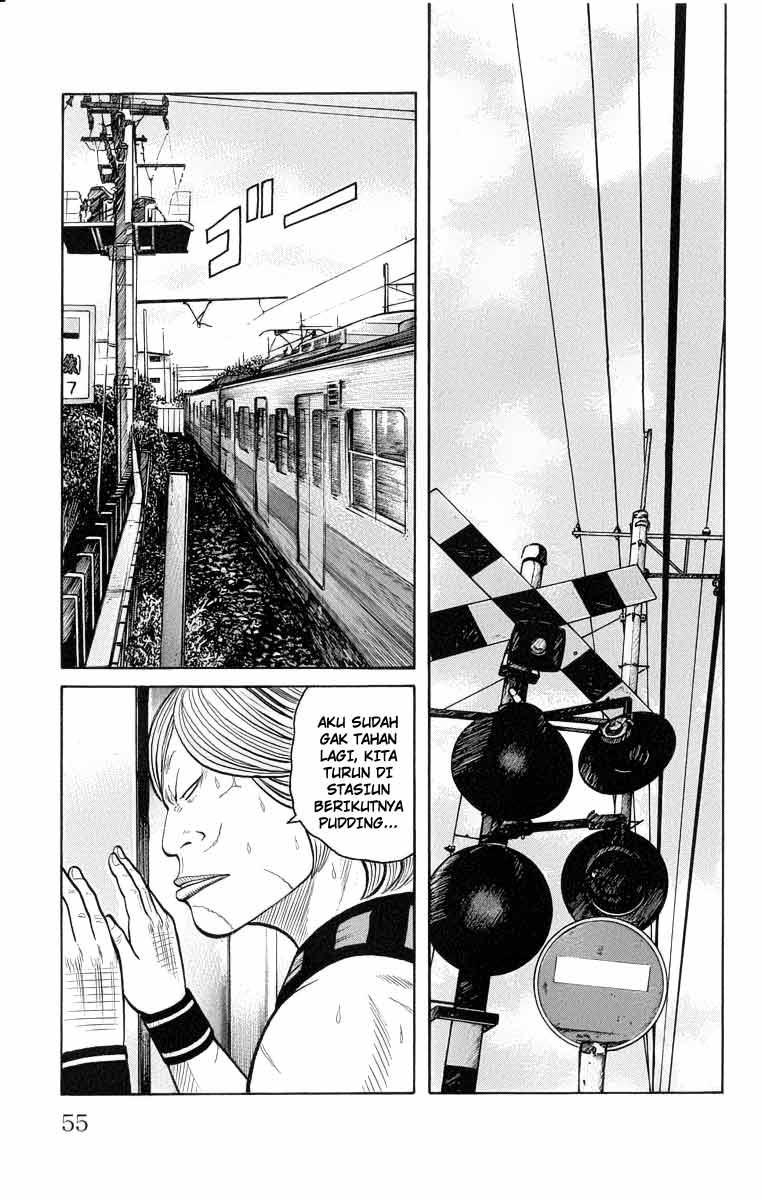 ゴー
7
AKU SUDAH
GAK TAHAN
LAGI, KITA
TURUN DI
STASIUN
BERIKUTNYA
PUDDING...
55